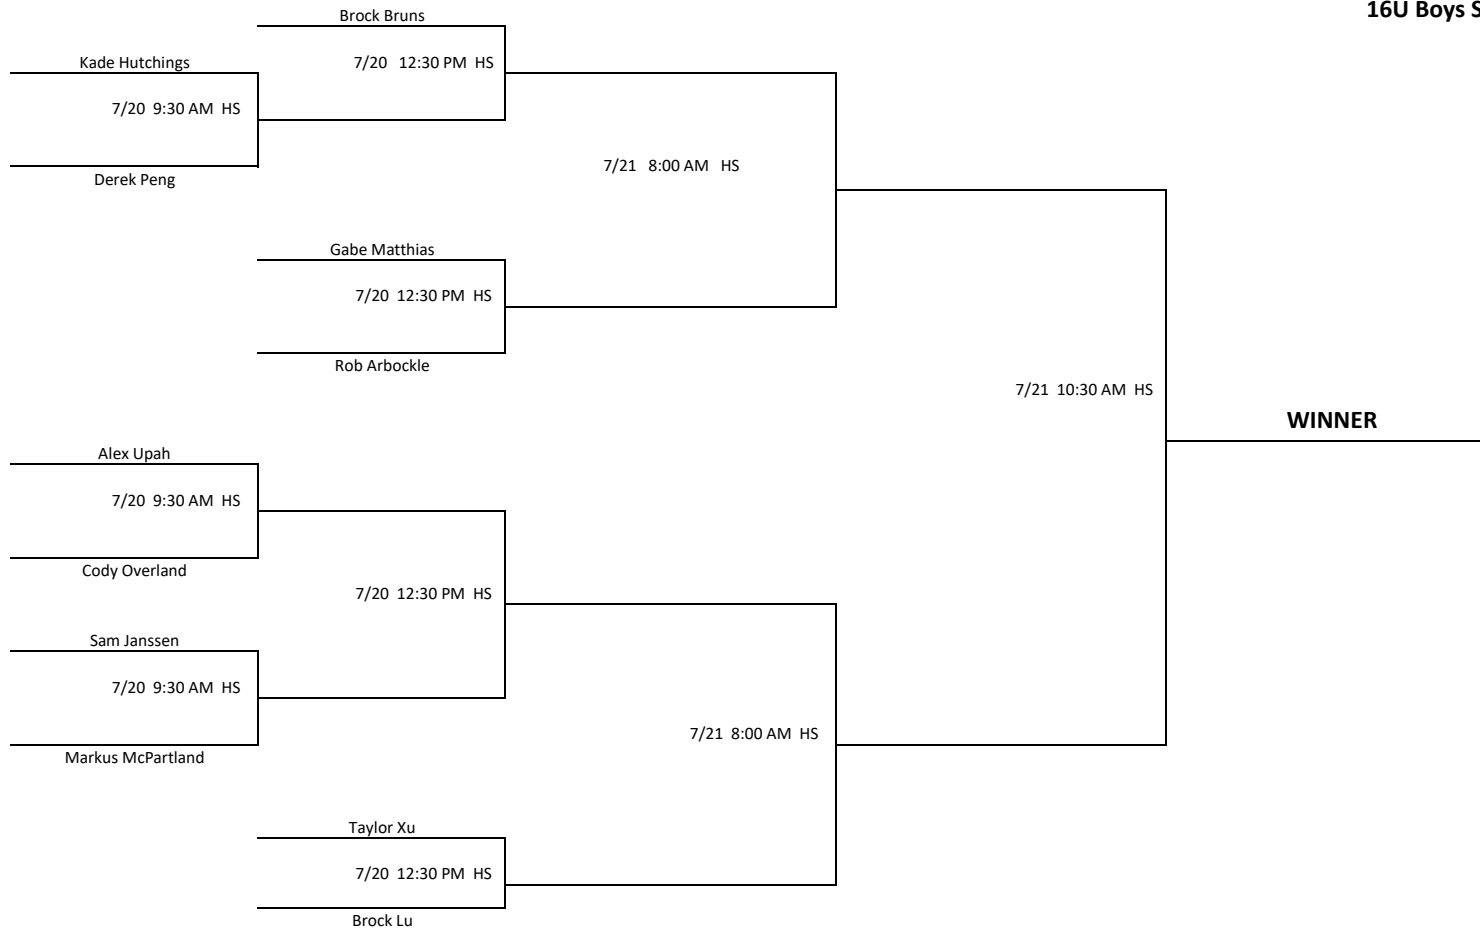 16U Boys S
Brock Bruns
Kade Hutchings
7/20 12:30 PM HS
7/20 9:30 AM HS
7/21 8:00 AM HS
Derek Peng
Gabe Matthias
7/20 12:30 PM HS
Rob Arbockle
7/21 10:30 AM HS
WINNER
Alex Upah
7/20 9:30 AM HS
Cody Overland
7/20 12:30 PM HS
Sam Janssen
7/20 9:30 AM HS
7/21 8:00 AM HS
Markus McPartland
Taylor Xu
7/20 12:30 PM HS
Brock Lu